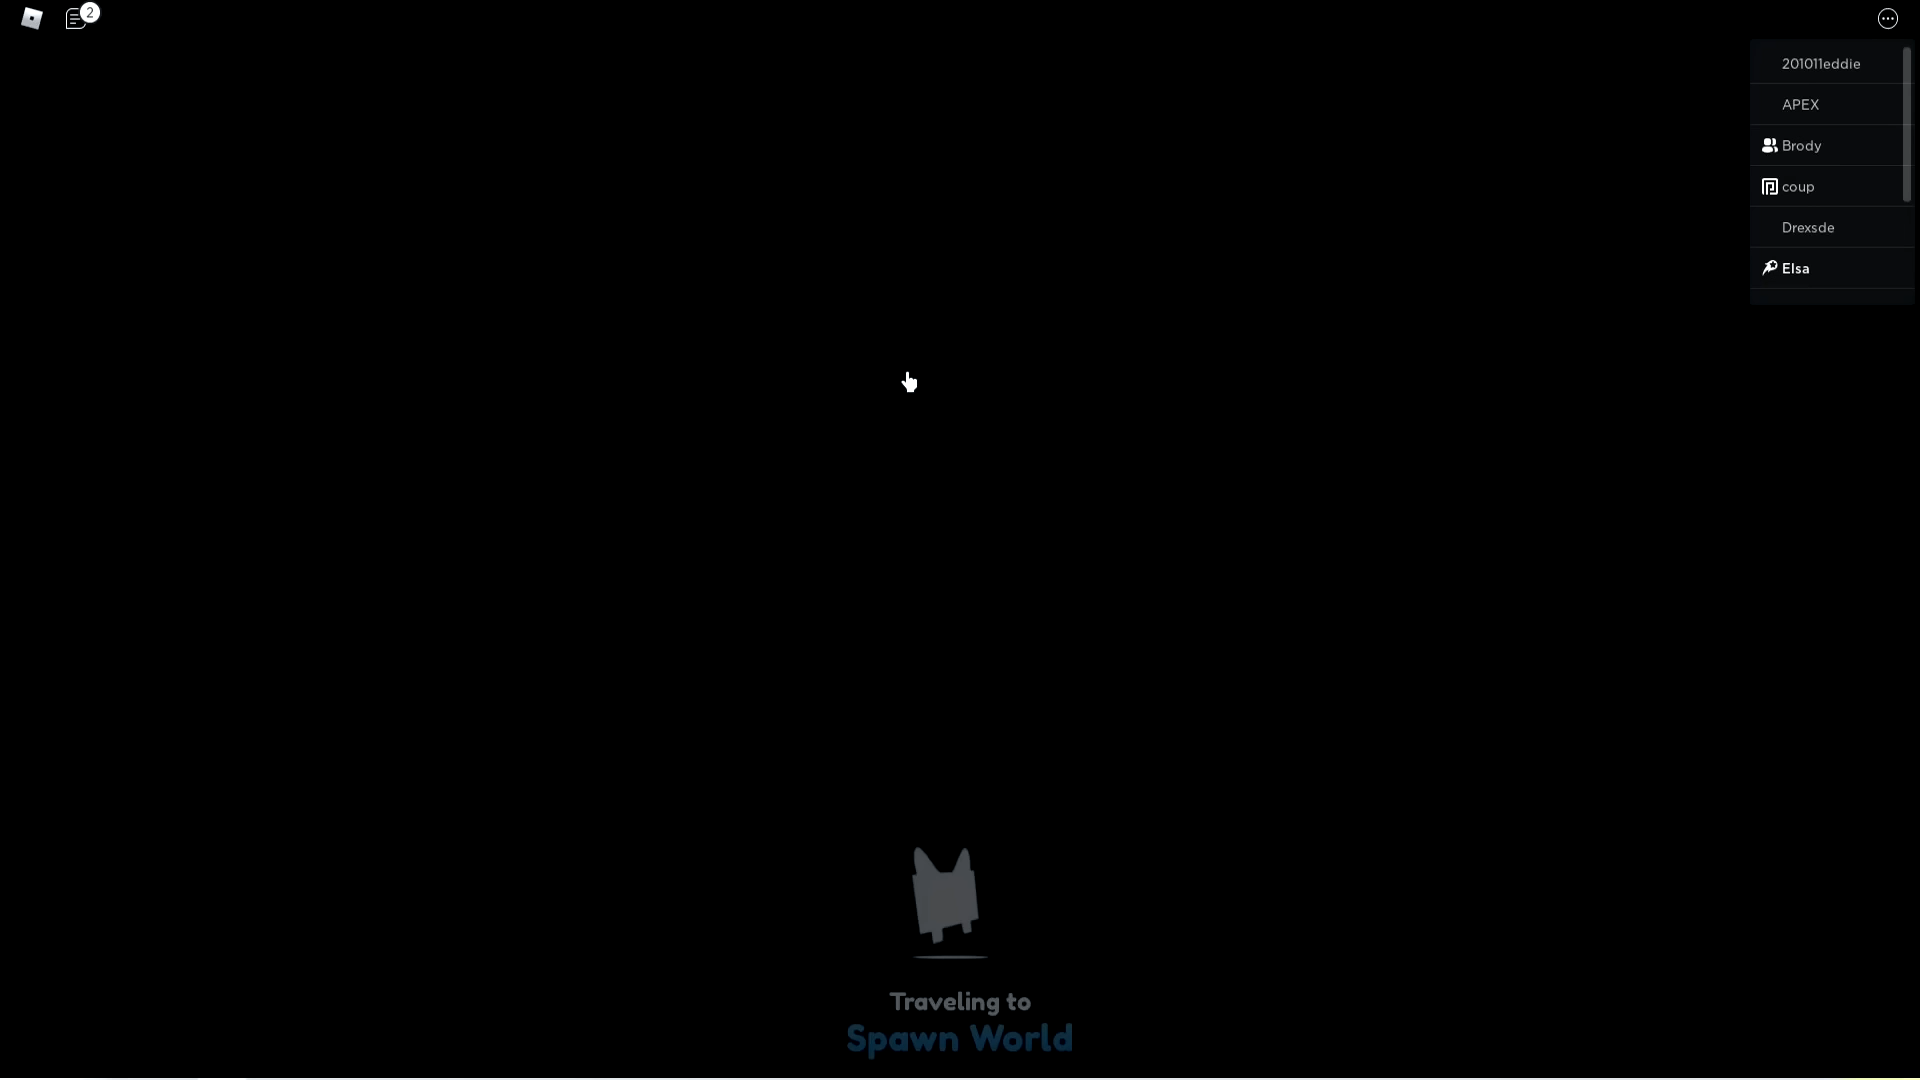 2
201011eddie
APEX
Brody
coup
Drexsde
Elsa
Traveling to
Spawn World